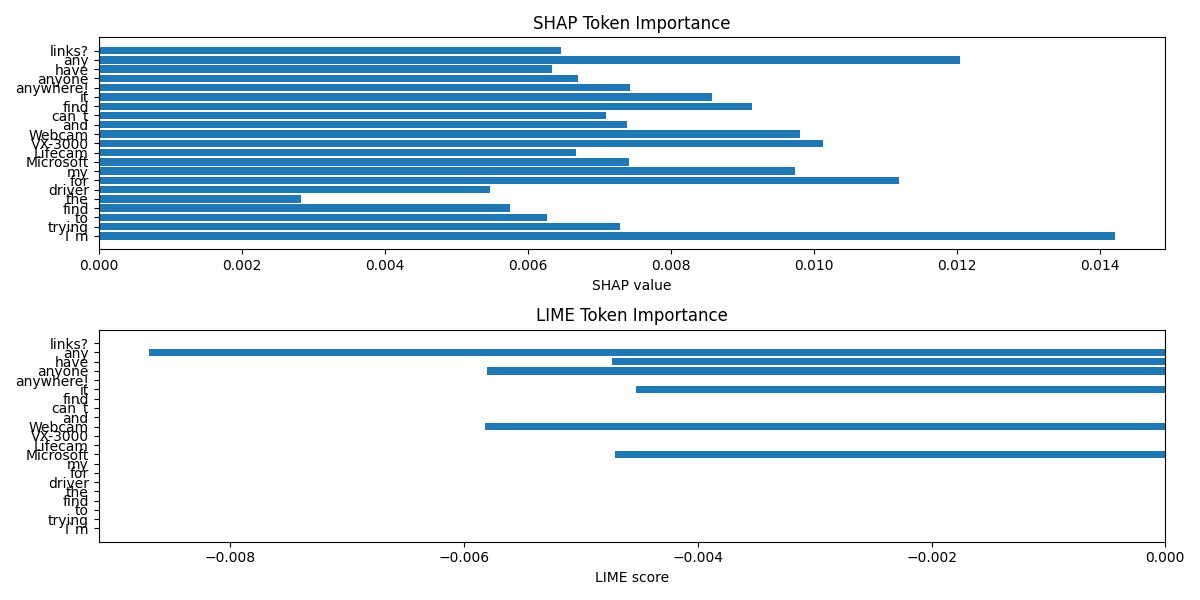 SHAP Token Importance
links?
any
have
anyone
anywhere!
it
find
can´t
and
Webcam
VX-3000
Lifecam
Microsoft
my
for
driver
the
find
to
trying
I´m
0.000 0.002 0.004 0.006 0.008 0.010 0.012 0.014
SHAP value
LIME Token Importance
links?
any
have
anyone
anywhere!
it
find
can´t
and
Webcam
VX-3000
Lifecam
Microsoft
my
for
driver
the
find
to
trying
I´m
−0.008 −0.006 −0.004 −0.002 0.000
LIME score